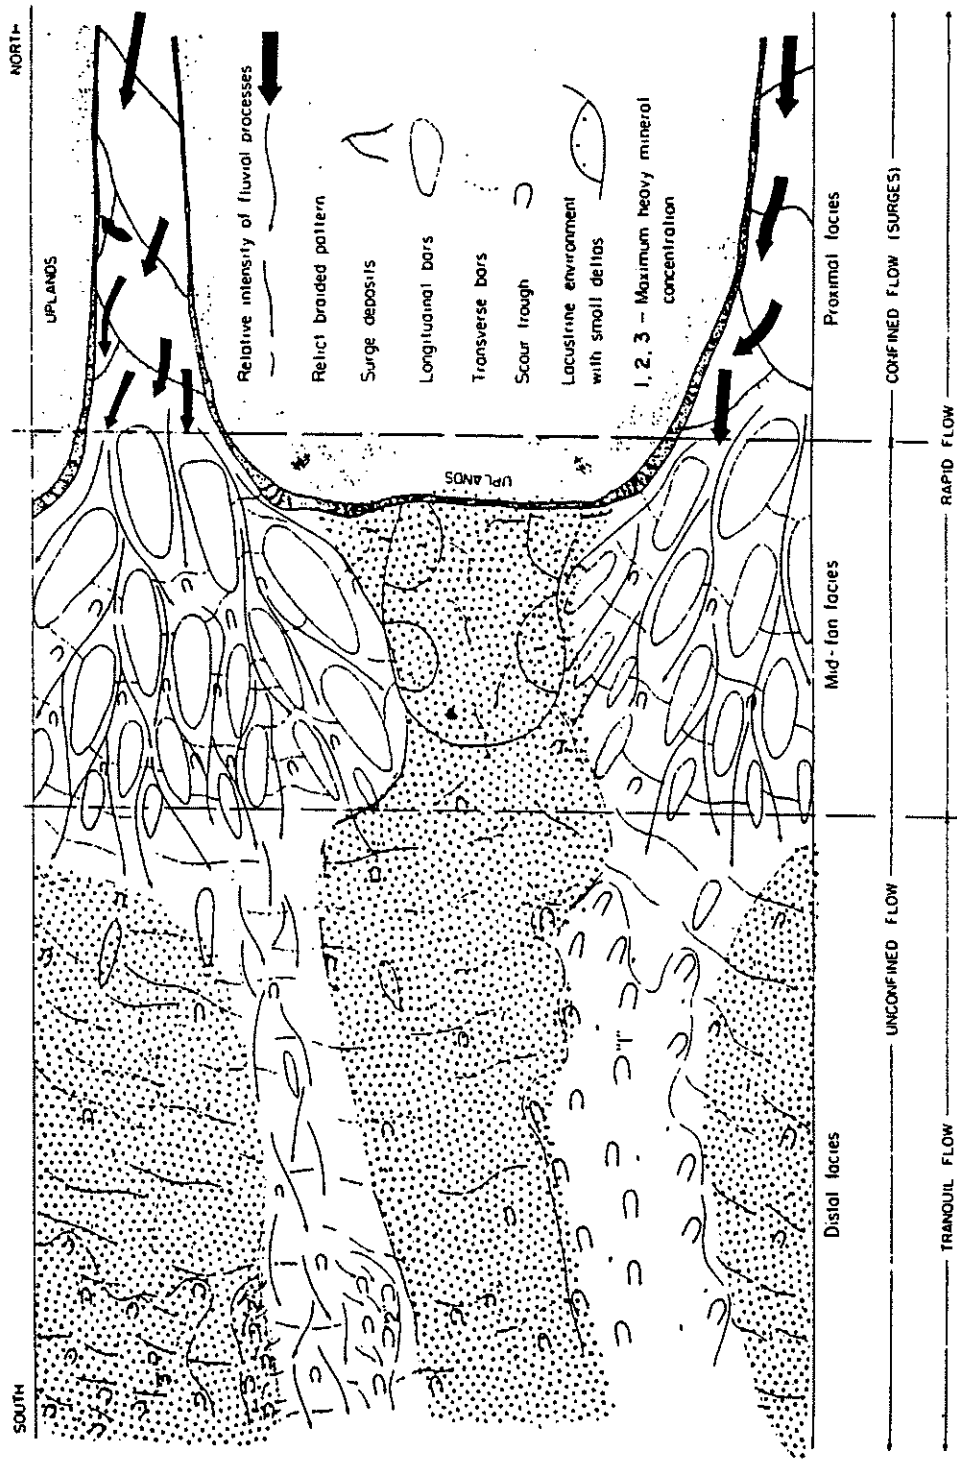 SOUTH
NORTH
UPLANDS
Relative intensity of fluvial processes
Relict braided pattern
Surge deposits
Longitudinal bars
Transverse bars
Scour trough
Lacustrine environment
with small deltas
1, 2, 3 – Maximum heavy mineral
concentration
UPLANDS
Distal facies
Mid-fan facies
Proximal facies
UNCONFINED FLOW
CONFINED FLOW (SURGES)
TRANQUIL FLOW
RAPID FLOW